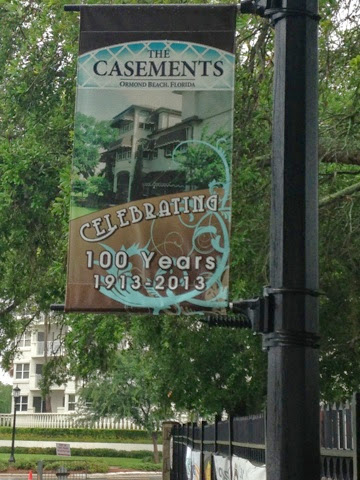 THE
CASEMENTS
ORMOND BEACH, FLORIDA
CELEBRATING
100 Years
1913-2013